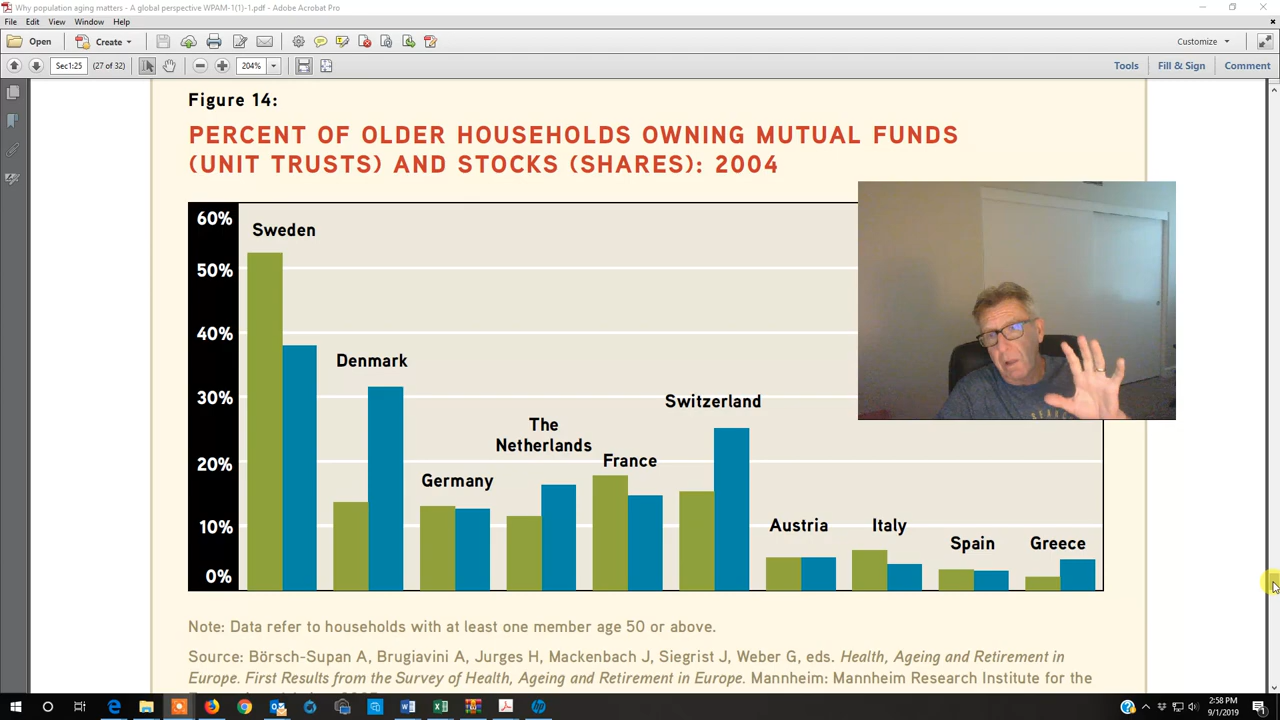 Why population aging matters - A global perspective WPAM-1(1)-1.pdf - Adobe Acrobat Pro
File Edit View Window Help
Open Create Customize
Sec1:25 (27 of 32) 204% Tools Fill & Sign Comment
Figure 14:
PERCENT OF OLDER HOUSEHOLDS OWNING MUTUAL FUNDS
(UNIT TRUSTS) AND STOCKS (SHARES): 2004
60%
50%
40%
30%
20%
10%
0%
Sweden
Denmark
Germany
The
Netherlands
France
Switzerland
Austria
Italy
Spain
Greece
Note: Data refer to households with at least one member age 50 or above.
Source: Börsch-Supan A, Brugiavini A, Jurges H, Mackenbach J, Siegrist J, Weber G, eds. Health, Ageing and Retirement in
Europe. First Results from the Survey of Health, Ageing and Retirement in Europe. Mannheim: Mannheim Research Institute for the
2:58 PM
9/1/2019